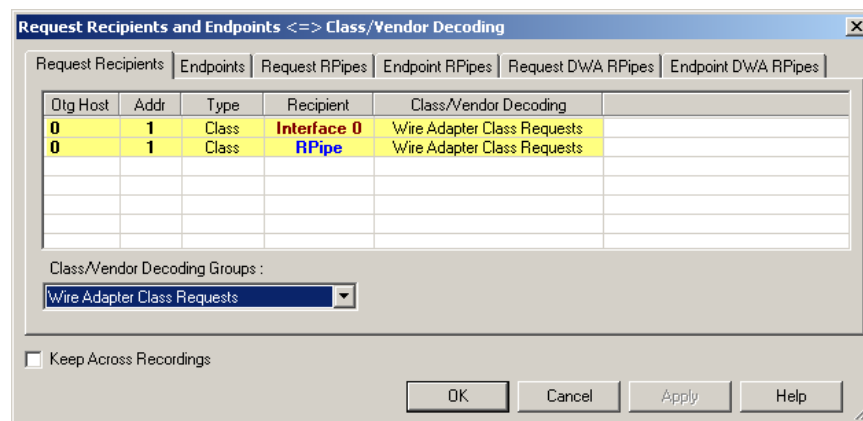 Request Recipients and Endpoints <=> Class/Vendor Decoding
Request Recipients Endpoints Request RPipes Endpoint RPipes Request DWA RPipes Endpoint DWA RPipes
Otg Host Addr Type Recipient Class/Vendor Decoding
0 1 Class Interface 0 Wire Adapter Class Requests
0 1 Class RPipe Wire Adapter Class Requests
Class/Vendor Decoding Groups :
Wire Adapter Class Requests
Keep Across Recordings
OK Cancel Apply Help